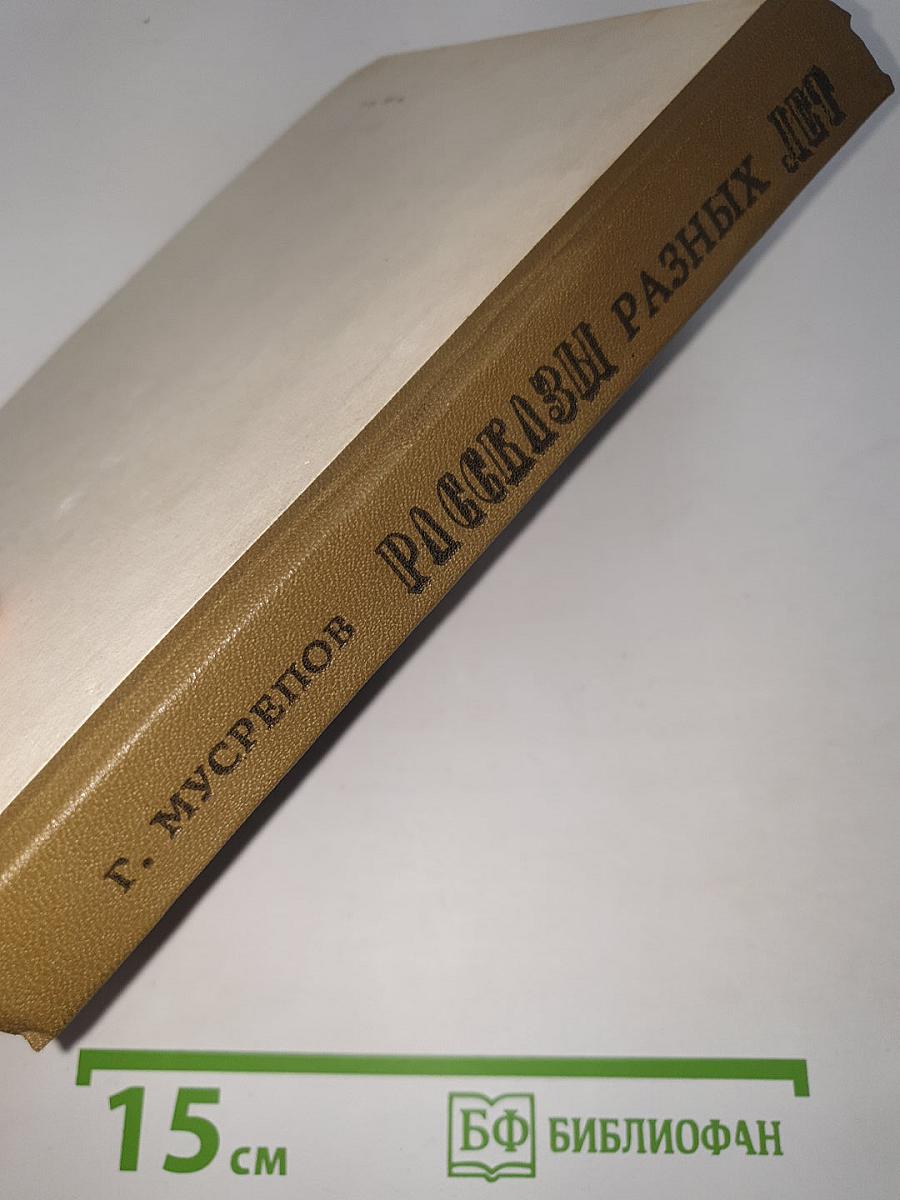 Г. МУСРЕПОВ РАССКАЗЫ РАЗНЫХ ЛЕТ
15 см
БФ БИБЛИОФАН